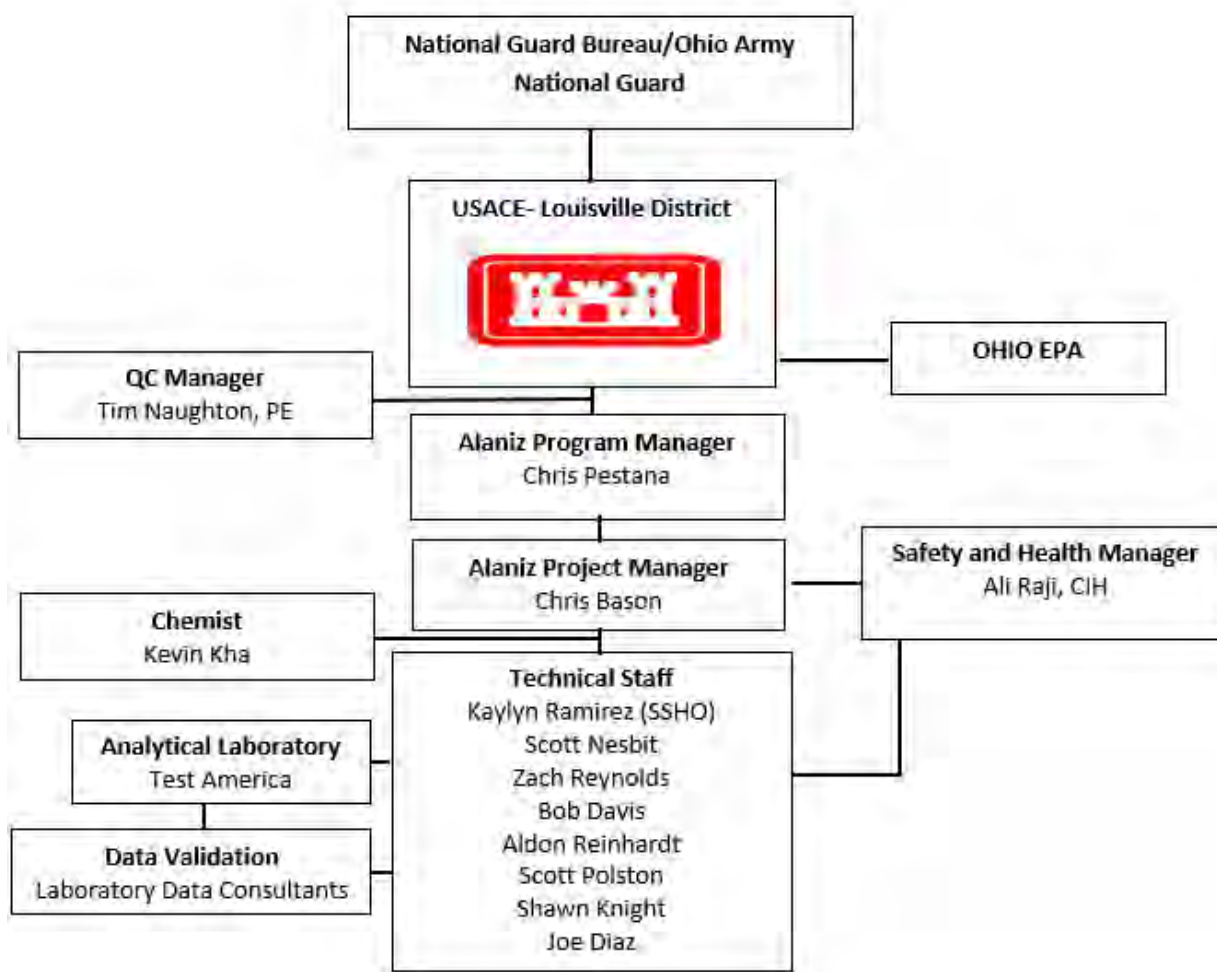 National Guard Bureau/Ohio Army
National Guard
USACE- Louisville District
OHIO EPA
QC Manager
Tim Naughton, PE
Alaniz Program Manager
Chris Pestana
Alaniz Project Manager
Chris Bason
Safety and Health Manager
Ali Raji, CIH
Chemist
Kevin Kha
Technical Staff
Kaylyn Ramirez (SSHO)
Scott Nesbit
Zach Reynolds
Bob Davis
Aldon Reinhardt
Scott Polston
Shawn Knight
Joe Diaz
Analytical Laboratory
Test America
Data Validation
Laboratory Data Consultants